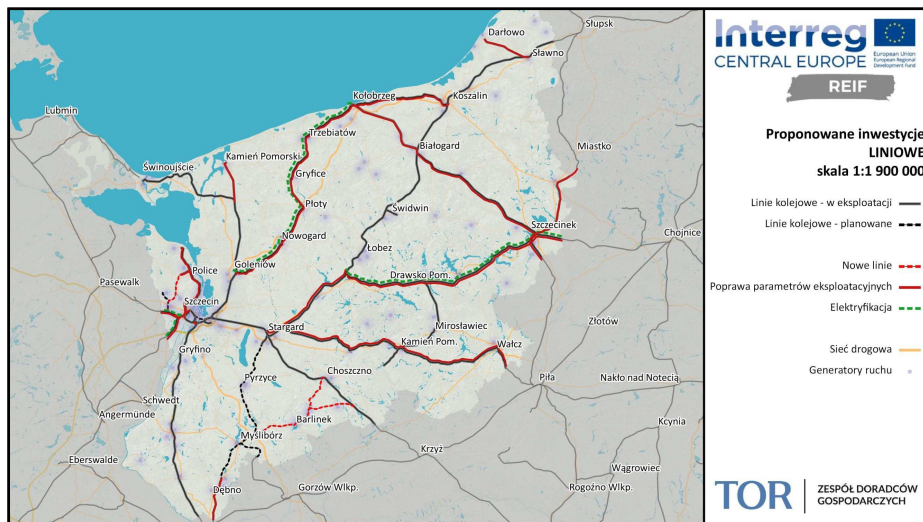 Słupsk
Darłowo
Sławno
Kołobrzeg
Koszalin
Lubmin
Trzebiatów
Białogard
Miastko
Świnoujście
Kamień Pomorski
Gryfice
Świdwin
Płoty
Szczecinek
Nowogard
Łobez
Chojnice
Goleniów
Police
Drawsko Pom.
Pasewalk
Szczecin
Złotów
Stargard
Mirosławiec
Gryfino
Kamień Pom.
Wałcz
Choszczno
Pyrzyce
Piła
Nakło nad Notecią
Schwedt
Angermünde
Barlinek
Myślibórz
Kcynia
Eberswalde
Krzyż
Wągrowiec
Dębno
Gorzów Wlkp.
Rogoźno Wlkp.
Interreg
CENTRAL EUROPE
European Union
European Regional
Development Fund
REIF
Proponowane inwestycje
LINIOWE
skala 1:1 900 000
Linie kolejowe - w eksploatacji
Linie kolejowe - planowane
Nowe linie
Poprawa parametrów eksploatacyjnych
Elektryfikacja
Sieć drogowa
Generatory ruchu
TOR
ZESPÓŁ DORADCÓW
GOSPODARCZYCH